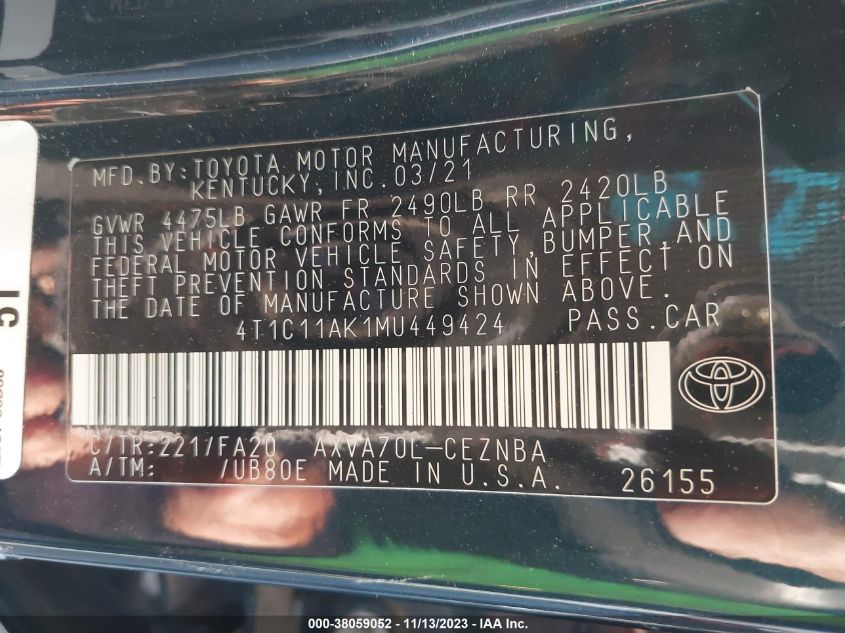 MFD.BY:TOYOTA MOTOR MANUFACTURING,
KENTUCKY,INC.03/21
GVWR 4475LB GAWR FR 2490LB RR 2420LB
THIS VEHICLE CONFORMS TO ALL APPLICABLE
FEDERAL MOTOR VEHICLE SAFETY,BUMPER,AND
THEFT PREVENTION STANDARDS IN EFFECT ON
THE DATE OF MANUFACTURE SHOWN ABOVE.
4T1C11AK1MU449424 PASS.CAR
C/TR:221/FA20 AXVA70L-CEZNBA
A/TM: /UB80E MADE IN U.S.A. 26155
IC
000-38059052 - 11/13/2023 - IAA Inc.